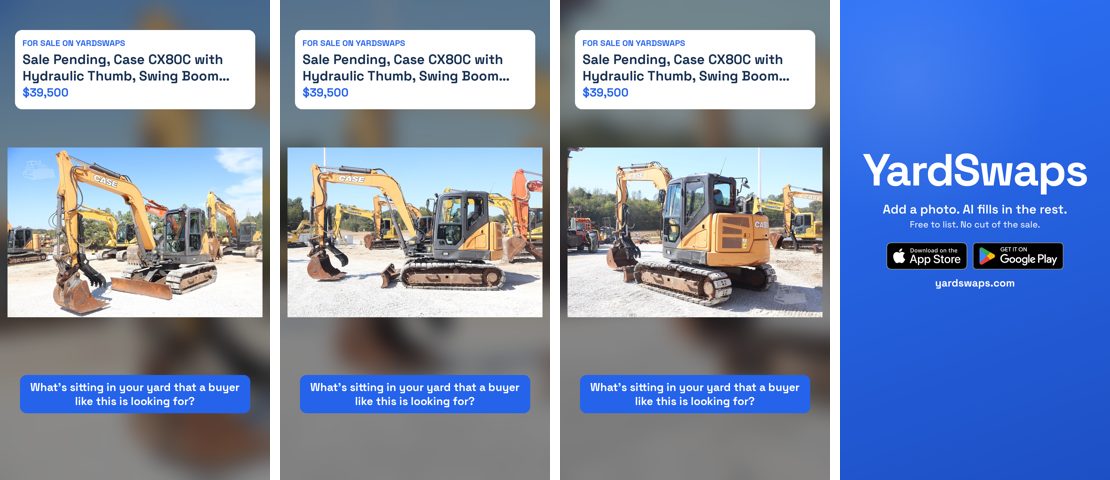 FOR SALE ON YARDSWAPS
Sale Pending, Case CX80C with
Hydraulic Thumb, Swing Boom...
$39,500
CASE
What's sitting in your yard that a buyer
like this is looking for?
FOR SALE ON YARDSWAPS
Sale Pending, Case CX80C with
Hydraulic Thumb, Swing Boom...
$39,500
CASE
What's sitting in your yard that a buyer
like this is looking for?
FOR SALE ON YARDSWAPS
Sale Pending, Case CX80C with
Hydraulic Thumb, Swing Boom...
$39,500
CASE
What's sitting in your yard that a buyer
like this is looking for?
YardSwaps
Add a photo. AI fills in the rest.
Free to list. No cut of the sale.
Download on the
App Store
GET IT ON
Google Play
yardswaps.com